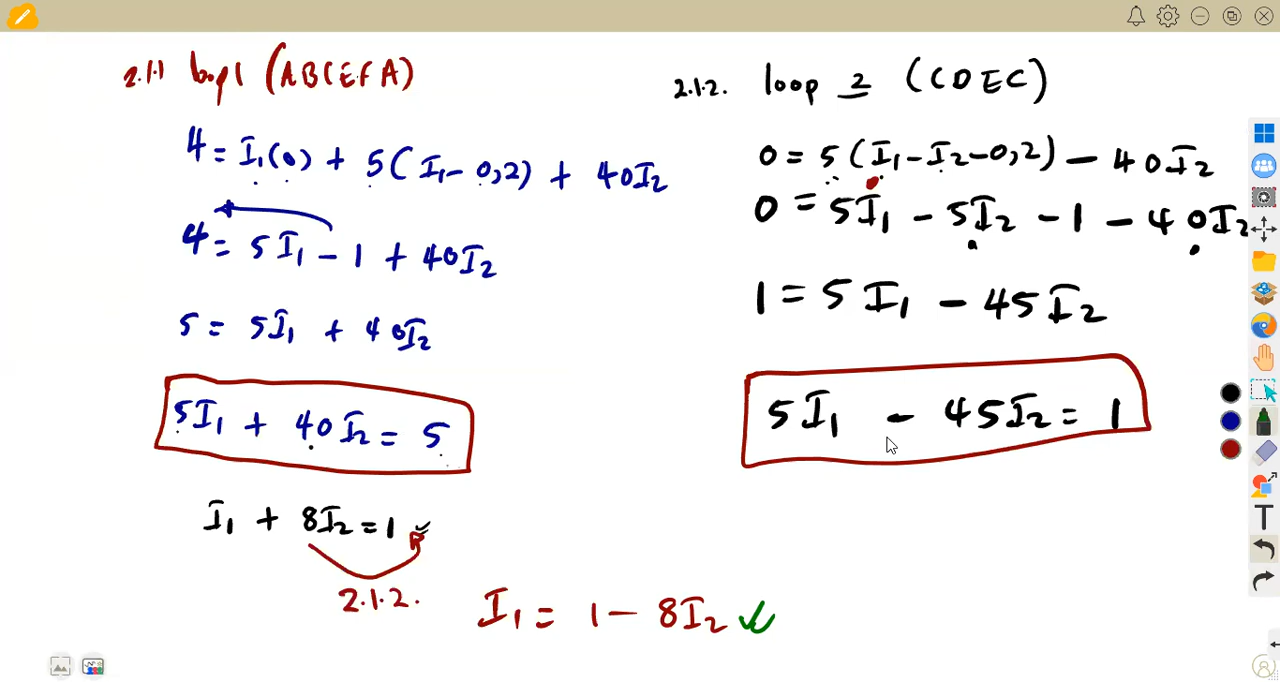 2.1.1 loop1 (ABCEFA)
4 = I₁(0) + 5(I₁ - 0,2) + 40I₂
4 = 5I₁ - 1 + 40I₂
5 = 5I₁ + 40I₂
5I₁ + 40I₂ = 5
I₁ + 8I₂ = 1
2.1.2.
I₁ = 1 - 8I₂
2.1.2. loop 2 (CDEC)
0 = 5(I₁ - I₂ - 0,2) - 40I₂
0 = 5I₁ - 5I₂ - 1 - 40I₂
1 = 5I₁ - 45I₂
5I₁ - 45I₂ = 1